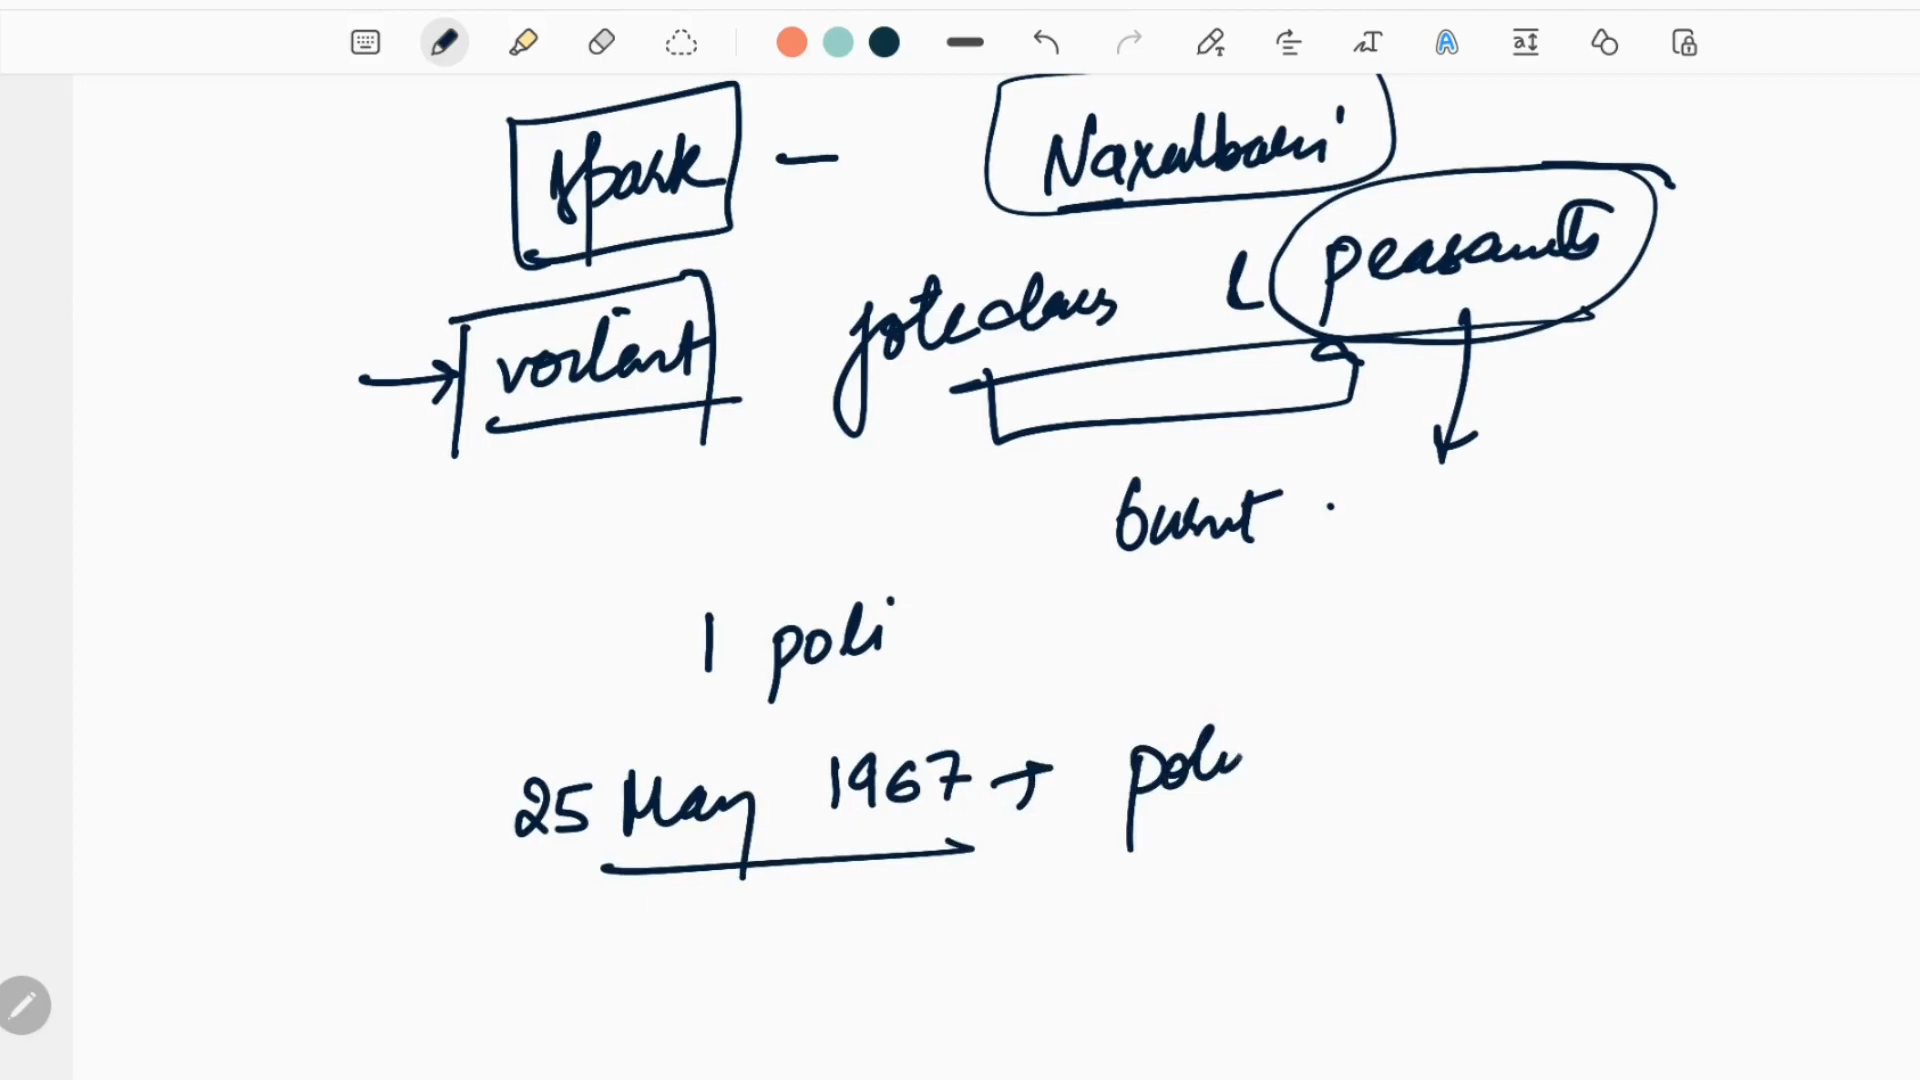 spark - Naxalbari
violent jotedars & peasants
burnt .
1 poli
25 May 1967 → poli